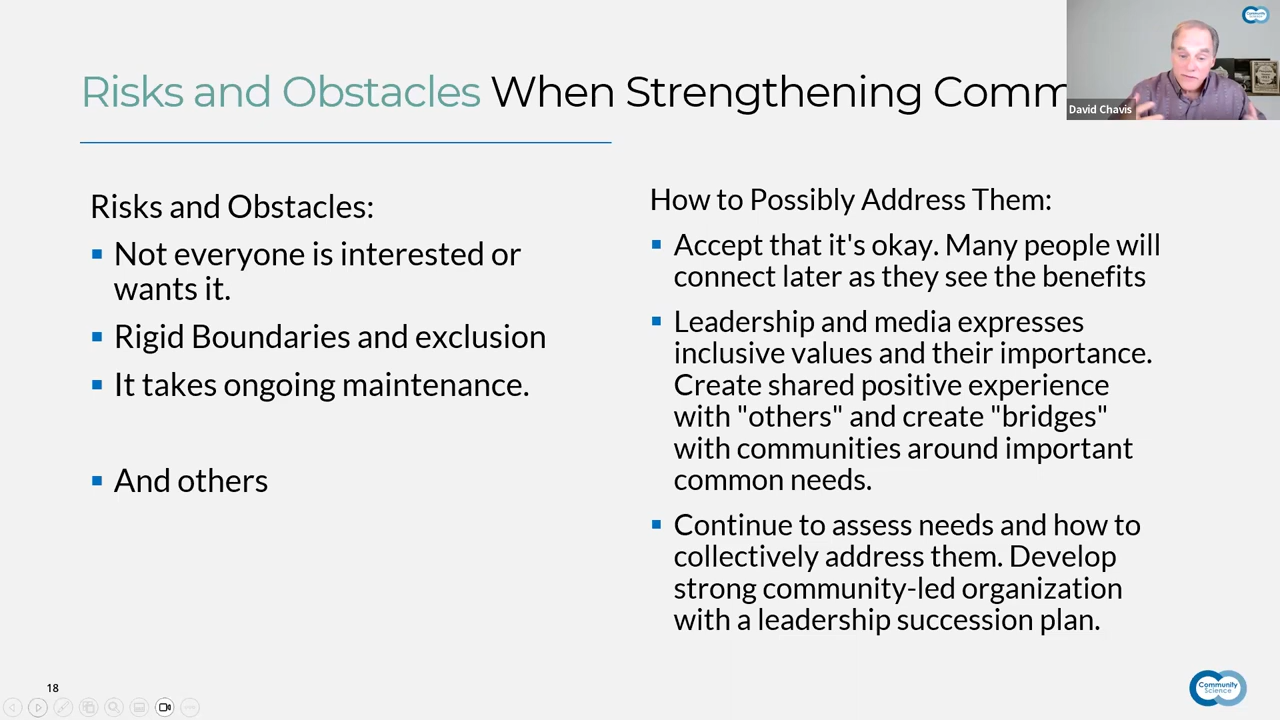 Risks and Obstacles When Strengthening Comm
David Chavis
Community
Science
Risks and Obstacles:
Not everyone is interested or
wants it.
Rigid Boundaries and exclusion
It takes ongoing maintenance.
And others
How to Possibly Address Them:
Accept that it's okay. Many people will
connect later as they see the benefits
Leadership and media expresses
inclusive values and their importance.
Create shared positive experience
with "others" and create "bridges"
with communities around important
common needs.
Continue to assess needs and how to
collectively address them. Develop
strong community-led organization
with a leadership succession plan.
18
Community
Science